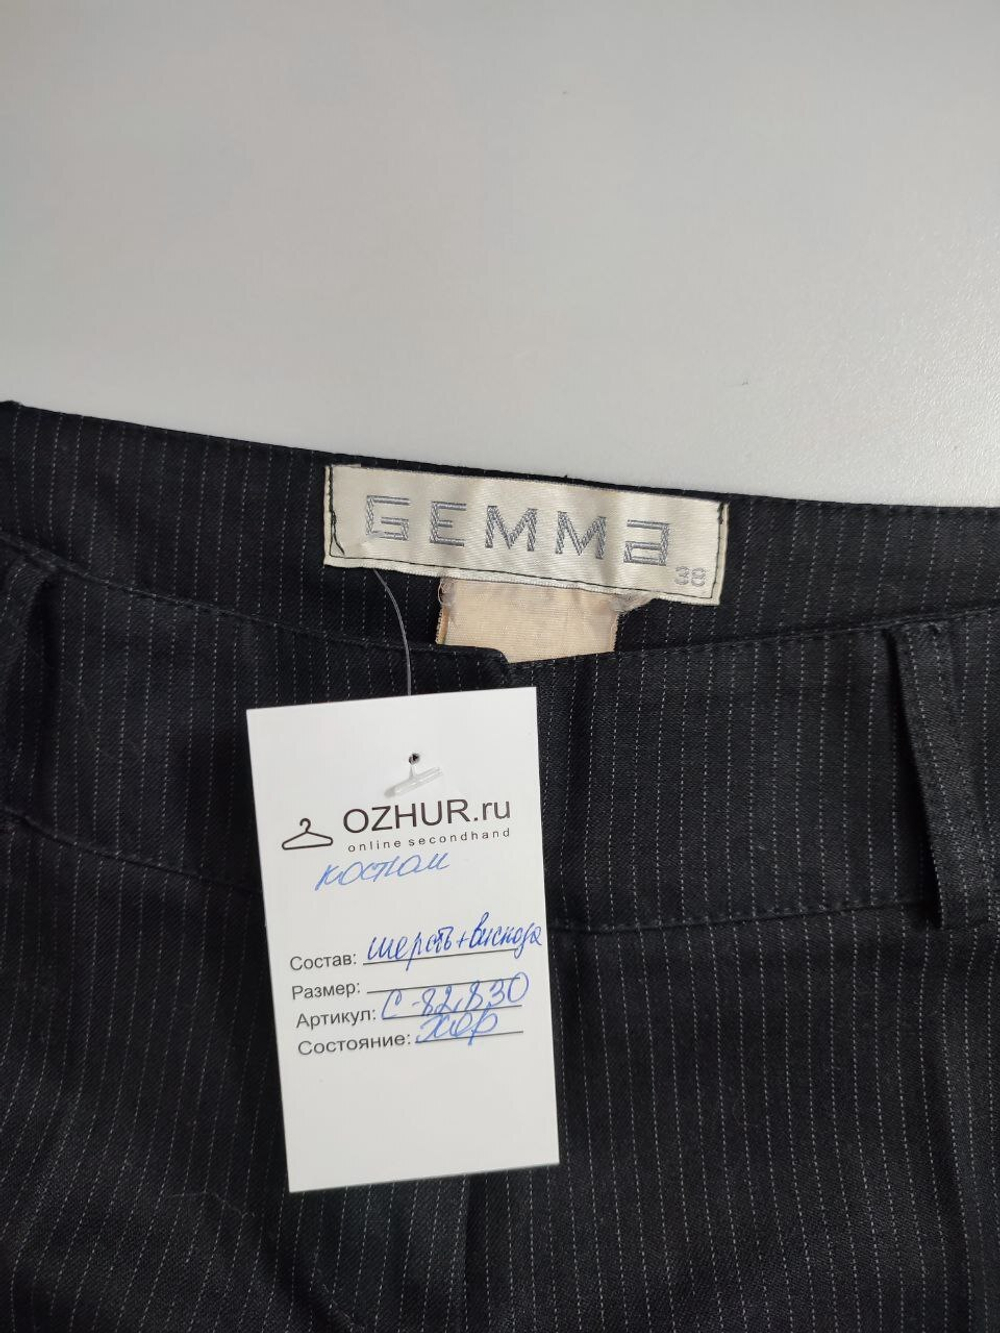 GEMMa
38
OZHUR.ru
online secondhand
костюм
Состав: шерсть+вискоза
Размер:
Артикул: С-82830
Состояние: хор